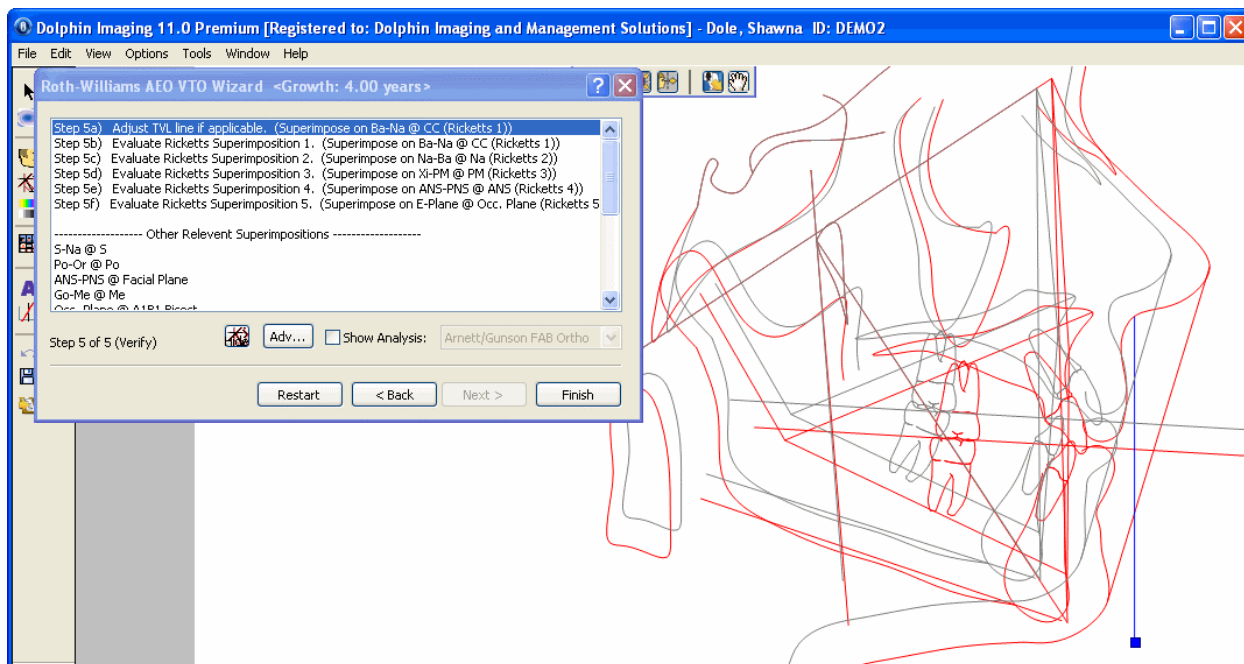 Dolphin Imaging 11.0 Premium [Registered to: Dolphin Imaging and Management Solutions] - Dole, Shawna ID: DEMO2
File Edit View Options Tools Window Help
Roth-Williams AEO VTO Wizard <Growth: 4.00 years>
Step 5a) Adjust TVL line if applicable. (Superimpose on Ba-Na @ CC (Ricketts 1))
Step 5b) Evaluate Ricketts Superimposition 1. (Superimpose on Ba-Na @ CC (Ricketts 1))
Step 5c) Evaluate Ricketts Superimposition 2. (Superimpose on Na-Ba @ Na (Ricketts 2))
Step 5d) Evaluate Ricketts Superimposition 3. (Superimpose on Xi-PM @ PM (Ricketts 3))
Step 5e) Evaluate Ricketts Superimposition 4. (Superimpose on ANS-PNS @ ANS (Ricketts 4))
Step 5f) Evaluate Ricketts Superimposition 5. (Superimpose on E-Plane @ Occ. Plane (Ricketts 5
------------------- Other Relevent Superimpositions -------------------
S-Na @ S
Po-Or @ Po
ANS-PNS @ Facial Plane
Go-Me @ Me
Occ. Plane @ A1B1 Bisect
Step 5 of 5 (Verify)
Adv...
Show Analysis:
Arnett/Gunson FAB Ortho
Restart
< Back
Next >
Finish